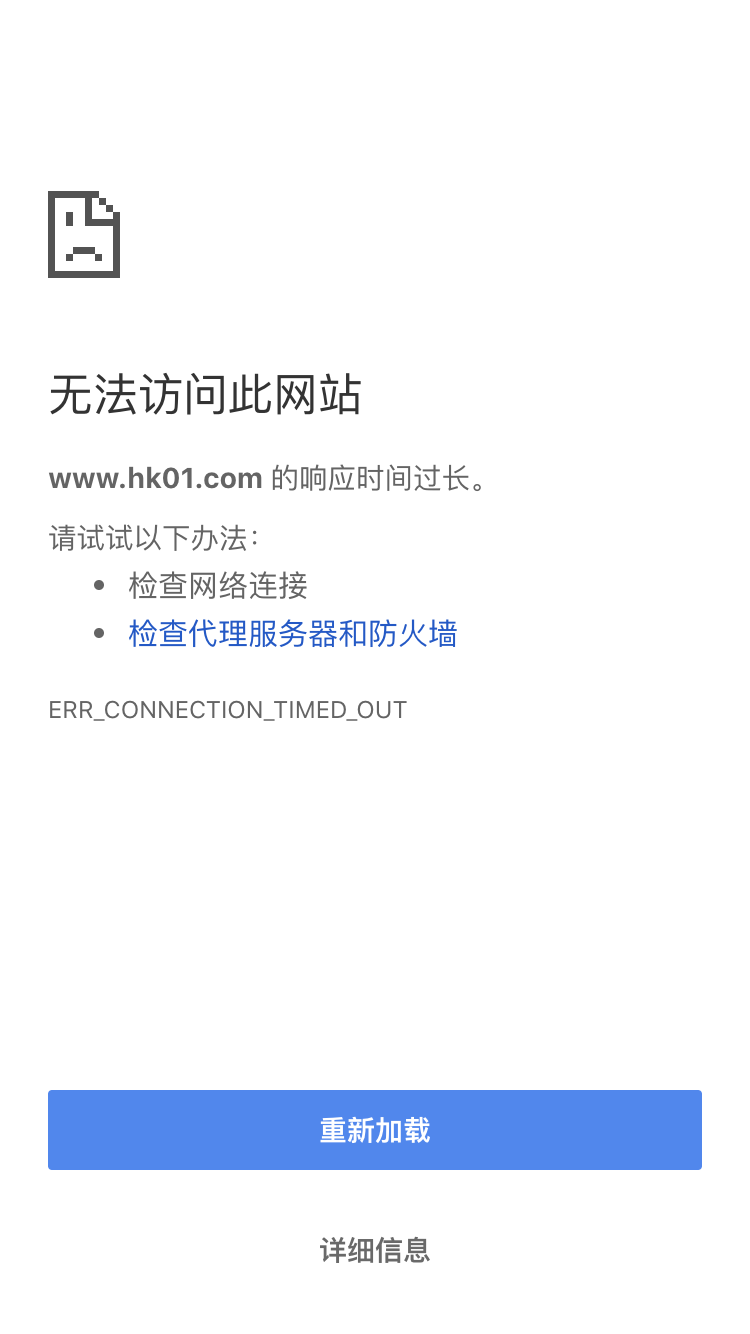 无法访问此网站
www.hk01.com 的响应时间过长。
请试试以下办法：
检查网络连接
检查代理服务器和防火墙
ERR_CONNECTION_TIMED_OUT
重新加载
详细信息